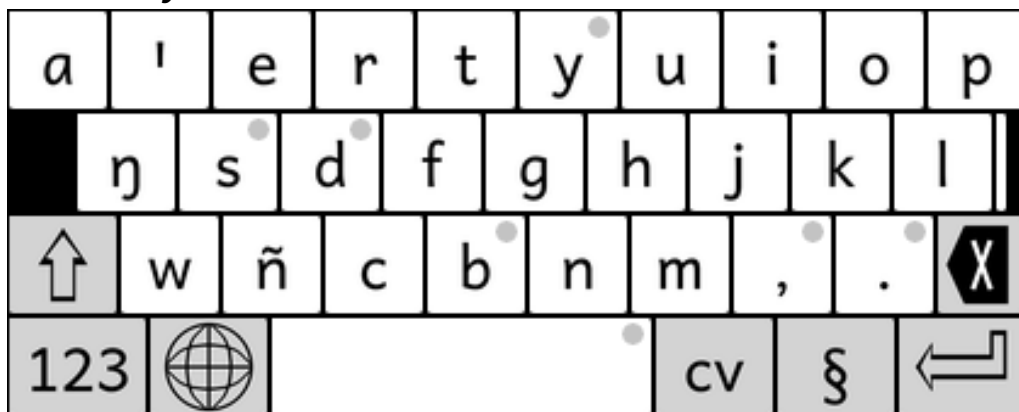 a ꞌ e r t y u i o p
ŋ s d f g h j k l
w ñ c b n m , .
123 cv §